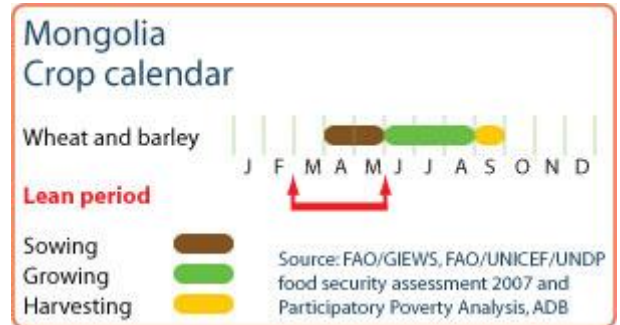 Mongolia
Crop calendar
Wheat and barley
J F M A M J J A S O N D
Lean period
Sowing
Growing
Harvesting
Source: FAO/GIEWS, FAO/UNICEF/UNDP
food security assessment 2007 and
Participatory Poverty Analysis, ADB